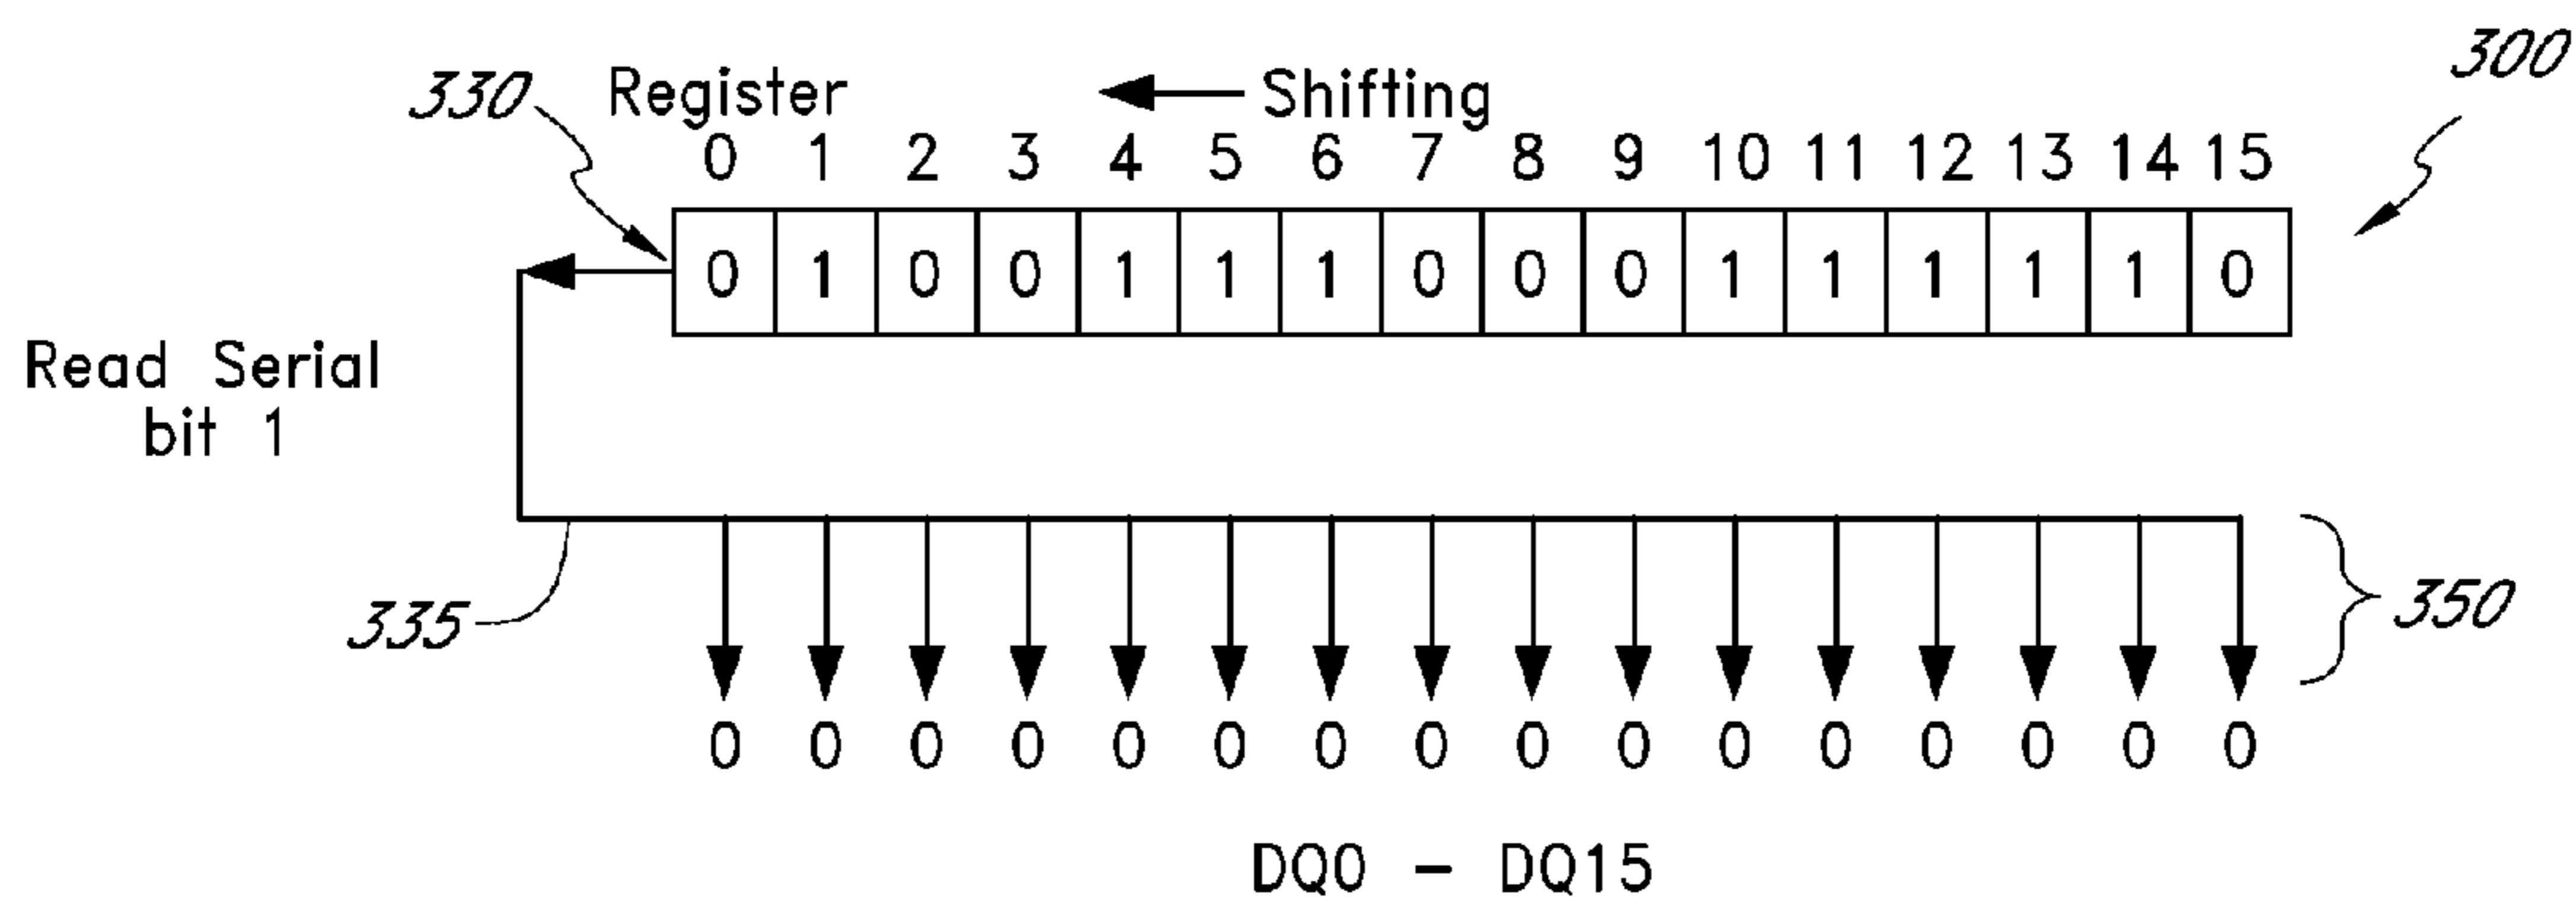 300
330 Register Shifting
0 1 2 3 4 5 6 7 8 9 10 11 12 13 14 15
0 1 0 0 1 1 1 0 0 0 1 1 1 1 1 0
Read Serial
bit 1
335
350
0 0 0 0 0 0 0 0 0 0 0 0 0 0 0 0
DQ0 - DQ15